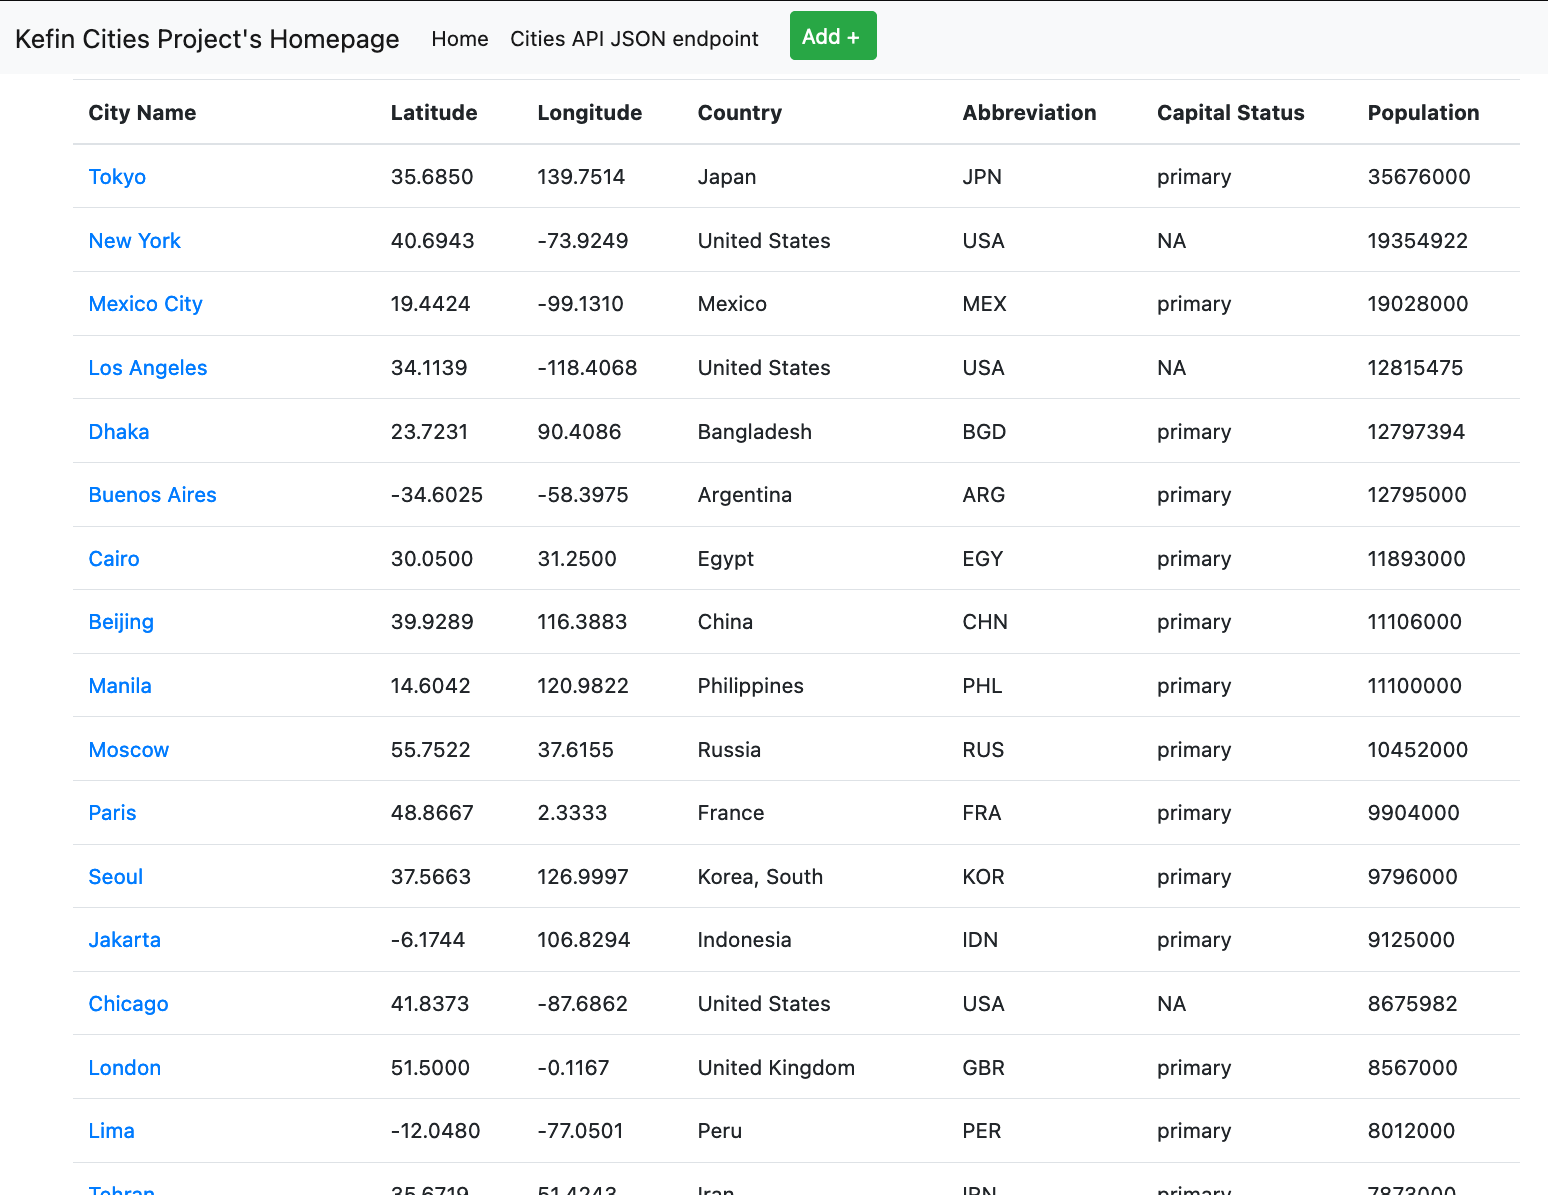 Kefin Cities Project's Homepage Home Cities API JSON endpoint Add +
City Name Latitude Longitude Country Abbreviation Capital Status Population
Tokyo 35.6850 139.7514 Japan JPN primary 35676000
New York 40.6943 -73.9249 United States USA NA 19354922
Mexico City 19.4424 -99.1310 Mexico MEX primary 19028000
Los Angeles 34.1139 -118.4068 United States USA NA 12815475
Dhaka 23.7231 90.4086 Bangladesh BGD primary 12797394
Buenos Aires -34.6025 -58.3975 Argentina ARG primary 12795000
Cairo 30.0500 31.2500 Egypt EGY primary 11893000
Beijing 39.9289 116.3883 China CHN primary 11106000
Manila 14.6042 120.9822 Philippines PHL primary 11100000
Moscow 55.7522 37.6155 Russia RUS primary 10452000
Paris 48.8667 2.3333 France FRA primary 9904000
Seoul 37.5663 126.9997 Korea, South KOR primary 9796000
Jakarta -6.1744 106.8294 Indonesia IDN primary 9125000
Chicago 41.8373 -87.6862 United States USA NA 8675982
London 51.5000 -0.1167 United Kingdom GBR primary 8567000
Lima -12.0480 -77.0501 Peru PER primary 8012000
Tehran 35.6719 51.4243 Iran IRN primary 7873000